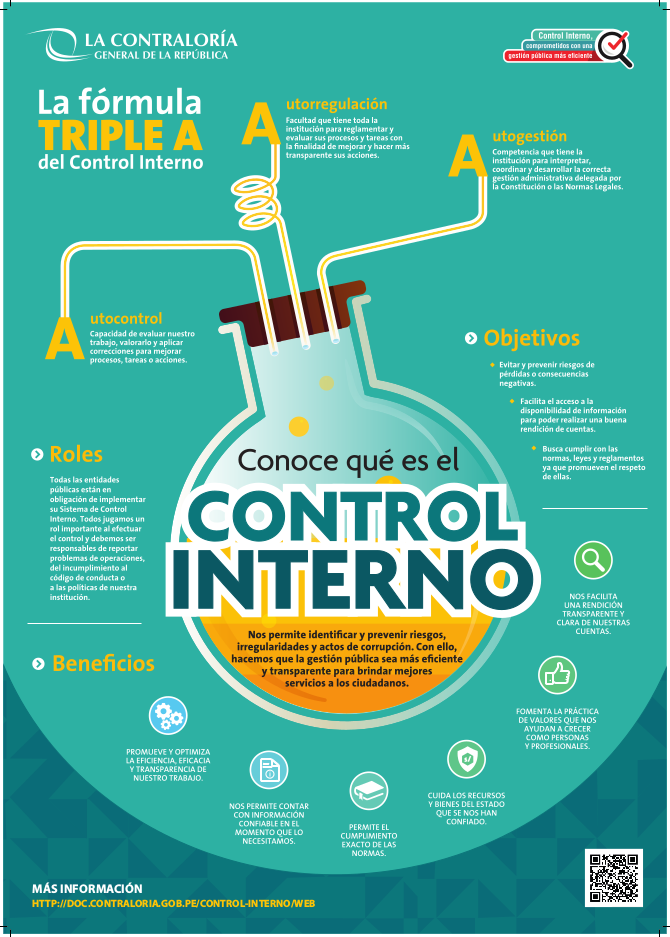 LA CONTRALORÍA
GENERAL DE LA REPÚBLICA
Control Interno,
comprometidos con una
gestión pública más eficiente
La fórmula
TRIPLE A
del Control Interno
Autorregulación
Facultad que tiene toda la
institución para reglamentar y
evaluar sus procesos y tareas con
la finalidad de mejorar y hacer más
transparente sus acciones.
Autogestión
Competencia que tiene la
institución para interpretar,
coordinar y desarrollar la correcta
gestión administrativa delegada por
la Constitución o las Normas Legales.
Autocontrol
Capacidad de evaluar nuestro
trabajo, valorarlo y aplicar
correcciones para mejorar
procesos, tareas o acciones.
Objetivos
Evitar y prevenir riesgos de
pérdidas o consecuencias
negativas.
Facilita el acceso a la
disponibilidad de información
para poder realizar una buena
rendición de cuentas.
Busca cumplir con las
normas, leyes y reglamentos
ya que promueven el respeto
de ellas.
Roles
Todas las entidades
públicas están en
obligación de implementar
su Sistema de Control
Interno. Todos jugamos un
rol importante al efectuar
el control y debemos ser
responsables de reportar
problemas de operaciones,
del incumplimiento al
código de conducta o
a las políticas de nuestra
institución.
Conoce qué es el
CONTROL
INTERNO
Nos permite identificar y prevenir riesgos,
irregularidades y actos de corrupción. Con ello,
hacemos que la gestión pública sea más eficiente
y transparente para brindar mejores
servicios a los ciudadanos.
Beneficios
PROMUEVE Y OPTIMIZA
LA EFICIENCIA, EFICACIA
Y TRANSPARENCIA DE
NUESTRO TRABAJO.
NOS PERMITE CONTAR
CON INFORMACIÓN
CONFIABLE EN EL
MOMENTO QUE LO
NECESITAMOS.
PERMITE EL
CUMPLIMIENTO
EXACTO DE LAS
NORMAS.
S/
CUIDA LOS RECURSOS
Y BIENES DEL ESTADO
QUE SE NOS HAN
CONFIADO.
FOMENTA LA PRÁCTICA
DE VALORES QUE NOS
AYUDAN A CRECER
COMO PERSONAS
Y PROFESIONALES.
NOS FACILITA
UNA RENDICIÓN
TRANSPARENTE Y
CLARA DE NUESTRAS
CUENTAS.
MÁS INFORMACIÓN
HTTP://DOC.CONTRALORIA.GOB.PE/CONTROL-INTERNO/WEB